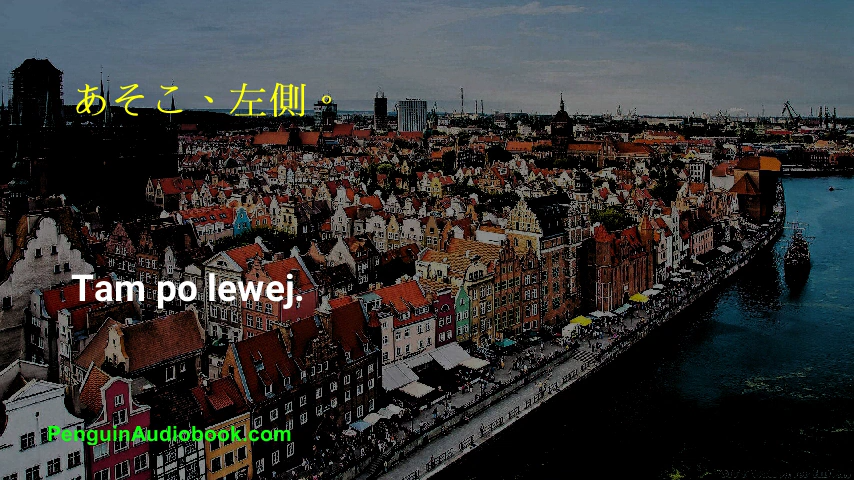 あそこ、左側。
Tam po lewej.
PenguinAudiobook.com